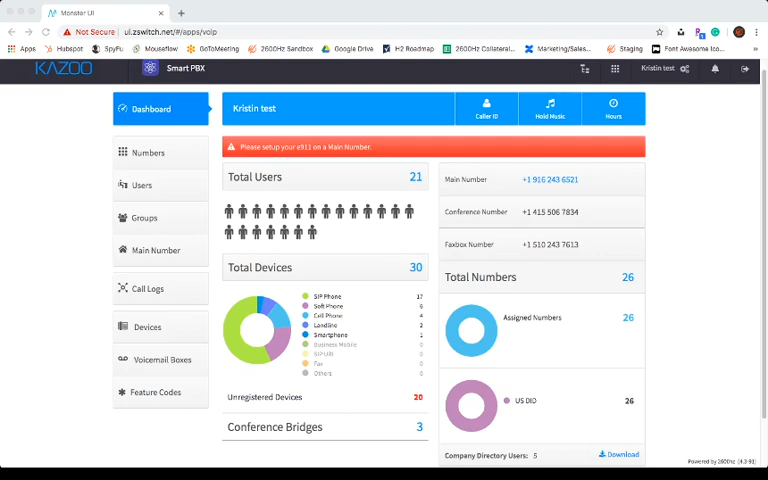 Monster UI
Not Secure ui.zswitch.net/#/apps/voip
Apps Hubspot SpyFu Mouseflow GoToMeeting 2600Hz Sandbox Google Drive H2 Roadmap 2600Hz Collateral... Marketing/Sales... Staging Font Awesome Ico...
KAZOO Smart PBX Kristin test
Dashboard
Numbers
Users
Groups
Main Number
Call Logs
Devices
Voicemail Boxes
Feature Codes
Kristin test Caller ID Hold Music Hours
Please setup your e911 on a Main Number.
Total Users 21
Total Devices 30
SIP Phone 17
Soft Phone 6
Cell Phone 4
Landline 2
Smartphone 1
Business Mobile 0
SIP URI 0
Fax 0
Others 0
Unregistered Devices 20
Conference Bridges 3
Main Number +1 916 243 6521
Conference Number +1 415 506 7834
Faxbox Number +1 510 243 7613
Total Numbers 26
Assigned Numbers 26
US DID 26
Company Directory Users: 5 Download
Powered by 2600hz (4.3-91)